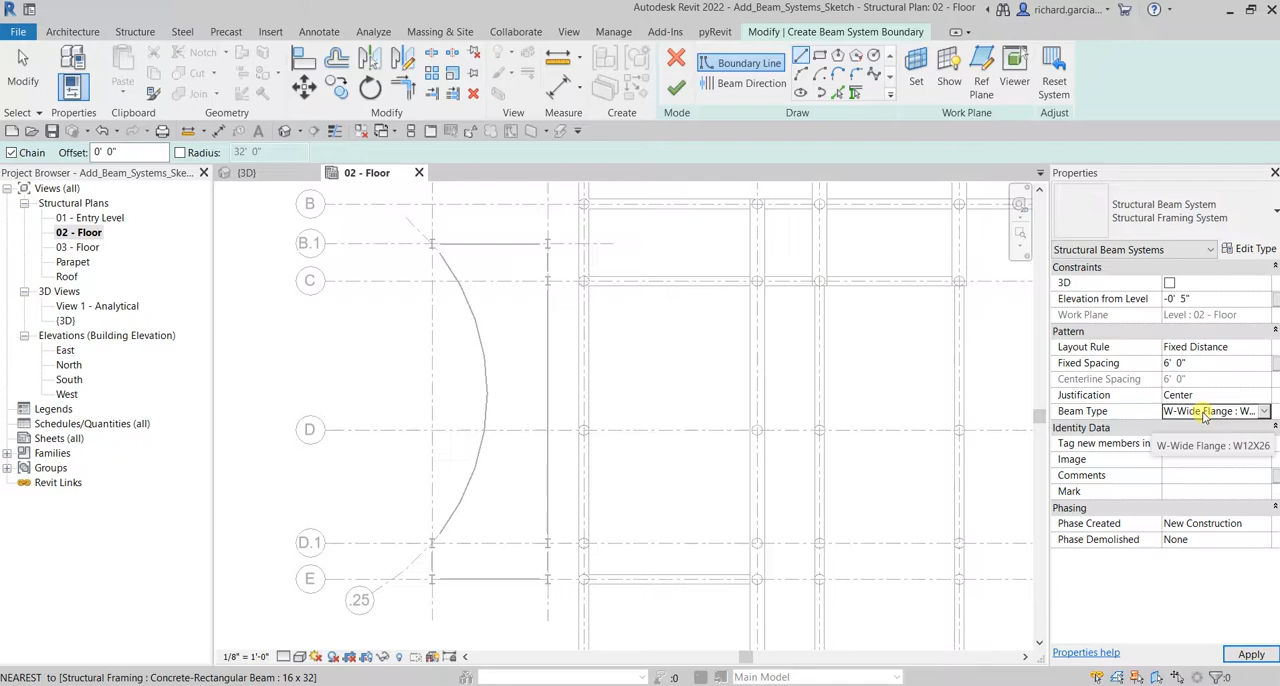 Autodesk Revit 2022 - Add_Beam_Systems_Sketch - Structural Plan: 02 - Floor
richard.garcia...
File Architecture Structure Steel Precast Insert Annotate Analyze Massing & Site Collaborate View Manage Add-Ins pyRevit Modify | Create Beam System Boundary
Modify Paste Notch Cut Join Boundary Line Beam Direction Set Show Ref Plane Viewer Reset System
Select Properties Clipboard Geometry Modify View Measure Create Mode Draw Work Plane Adjust
Chain Offset: 0' 0" Radius: 32' 0"
Project Browser - Add_Beam_Systems_Ske...
{3D}
02 - Floor
Views (all)
Structural Plans
01 - Entry Level
02 - Floor
03 - Floor
Parapet
Roof
3D Views
View 1 - Analytical
{3D}
Elevations (Building Elevation)
East
North
South
West
Legends
Schedules/Quantities (all)
Sheets (all)
Families
Groups
Revit Links
B
B.1
C
D
D.1
E
.25
1/8" = 1'-0"
Properties
Structural Beam System
Structural Framing System
Structural Beam Systems Edit Type
Constraints
3D
Elevation from Level -0' 5"
Work Plane Level : 02 - Floor
Pattern
Layout Rule Fixed Distance
Fixed Spacing 6' 0"
Centerline Spacing 6' 0"
Justification Center
Beam Type W-Wide Flange : W...
Identity Data
Tag new members in
W-Wide Flange : W12X26
Image
Comments
Mark
Phasing
Phase Created New Construction
Phase Demolished None
Properties help Apply
NEAREST to [Structural Framing : Concrete-Rectangular Beam : 16 x 32]
:0
Main Model
:0